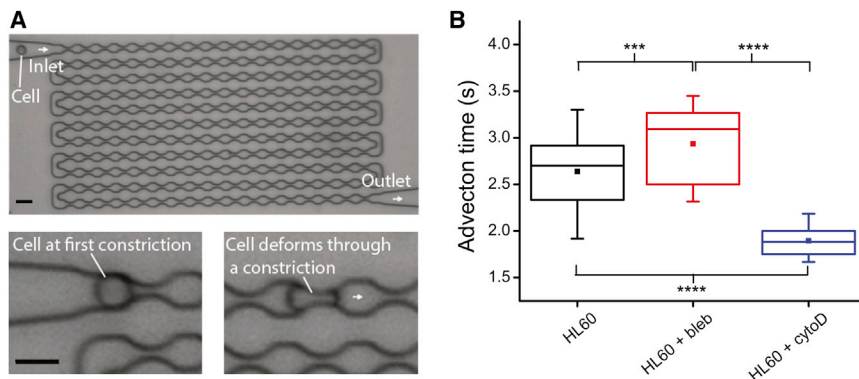 A
Inlet
Cell
Outlet
Cell at first constriction
Cell deforms through
a constriction
B
Advecton time (s)
4.0
3.5
3.0
2.5
2.0
1.5
***
****
****
HL60
HL60 + bleb
HL60 + cytoD